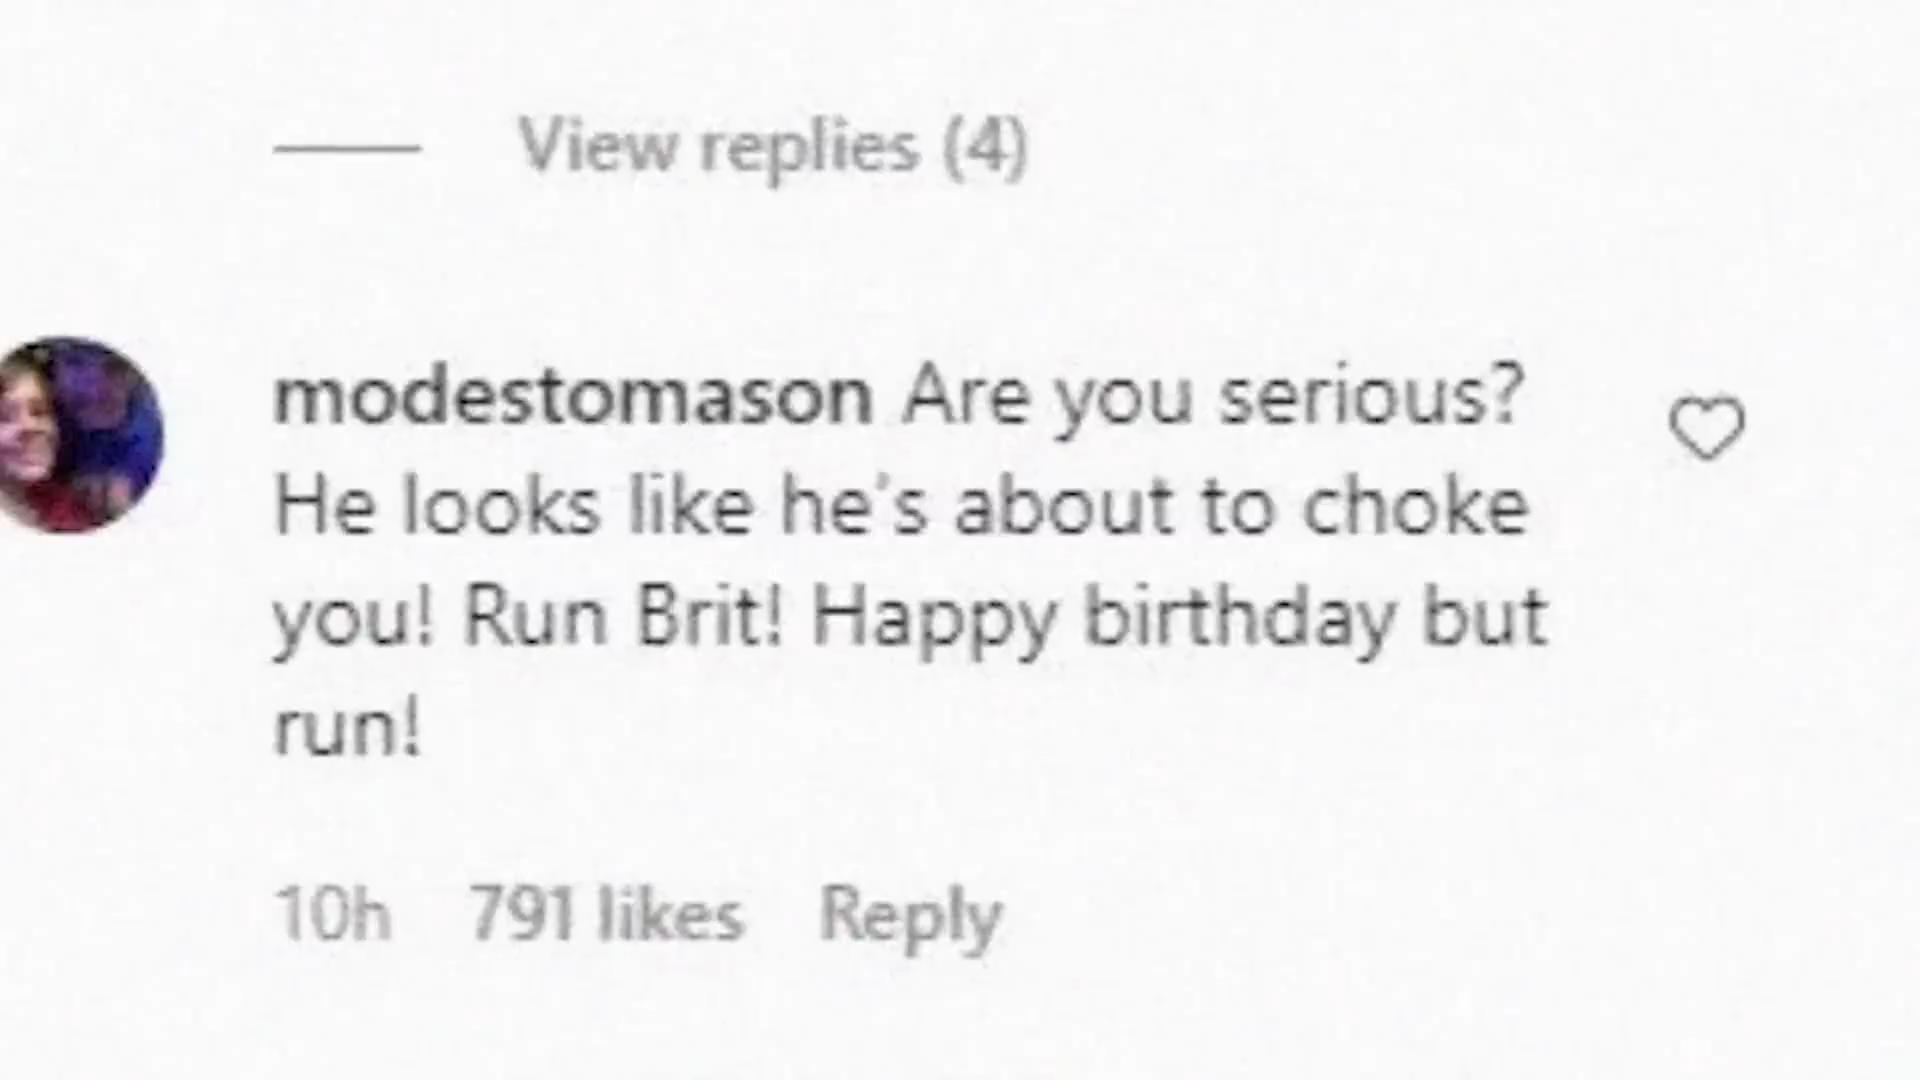 View replies (4)
modestomason Are you serious?
He looks like he's about to choke
you! Run Brit! Happy birthday but
run!
10h 791 likes Reply